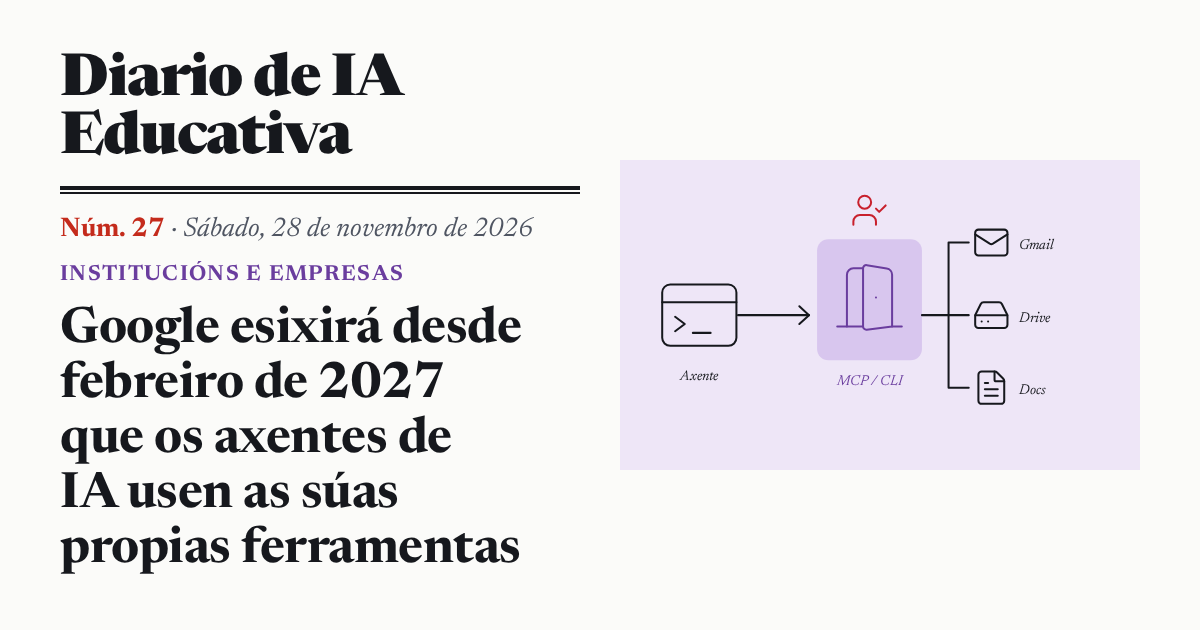 Diario de IA
Educativa
Núm. 27 · Sábado, 28 de novembro de 2026
INSTITUCIÓNS E EMPRESAS
Google esixirá desde
febreiro de 2027
que os axentes de
IA usen as súas
propias ferramentas
Axente
MCP / CLI
Gmail
Drive
Docs